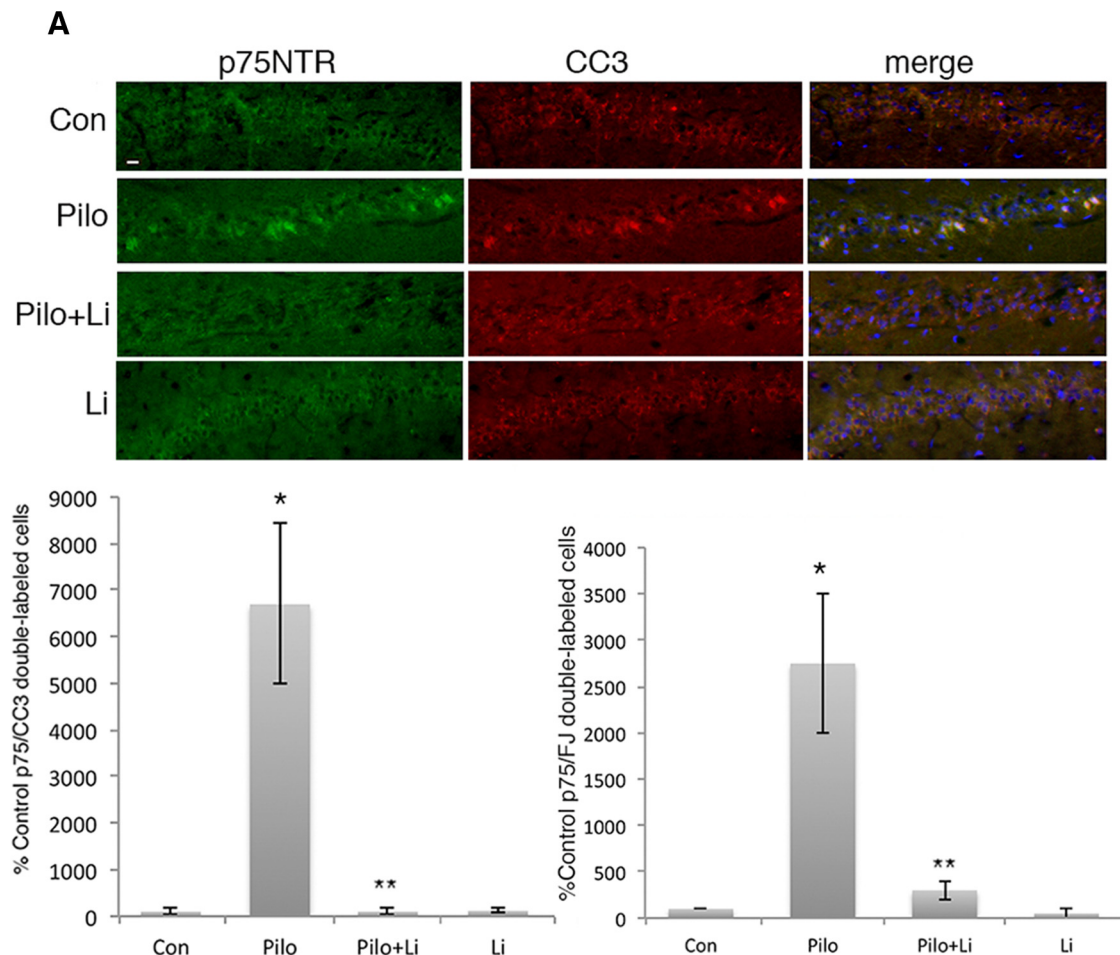 A
p75NTR CC3 merge
Con
Pilo
Pilo+Li
Li
% Control p75/CC3 double-labeled cells
9000
8000
7000
6000
5000
4000
3000
2000
1000
0
*
**
Con Pilo Pilo+Li Li
%Control p75/FJ double-labeled cells
4000
3500
3000
2500
2000
1500
1000
500
0
*
**
Con Pilo Pilo+Li Li